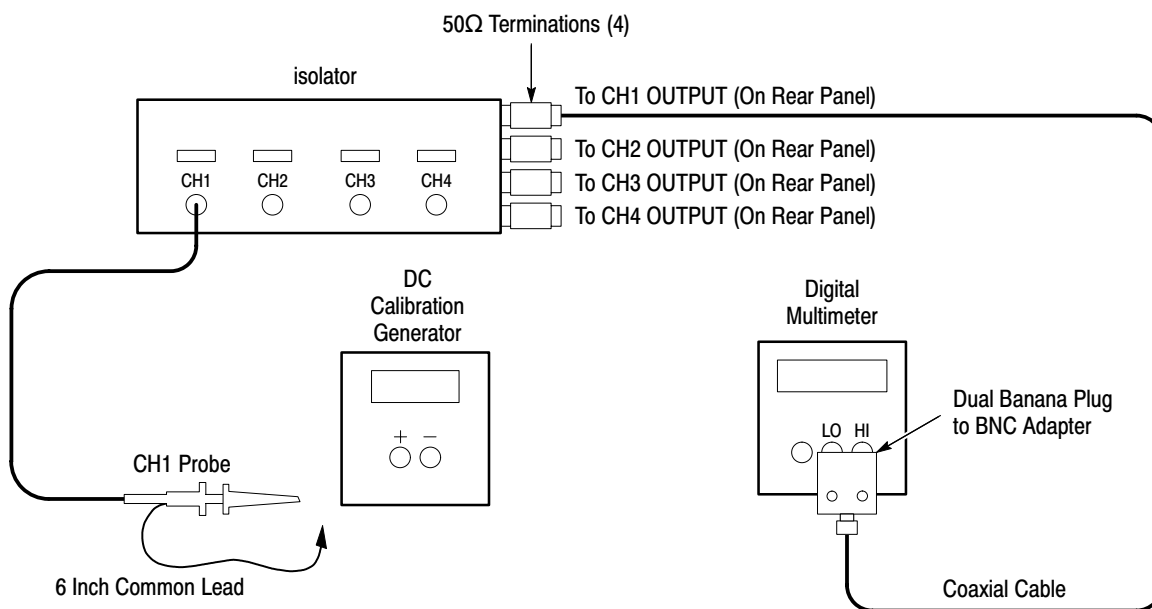 50Ω Terminations (4)
isolator
To CH1 OUTPUT (On Rear Panel)
To CH2 OUTPUT (On Rear Panel)
To CH3 OUTPUT (On Rear Panel)
To CH4 OUTPUT (On Rear Panel)
CH1
CH2
CH3
CH4
DC
Calibration
Generator
+ −
Digital
Multimeter
LO HI
Dual Banana Plug
to BNC Adapter
CH1 Probe
6 Inch Common Lead
Coaxial Cable